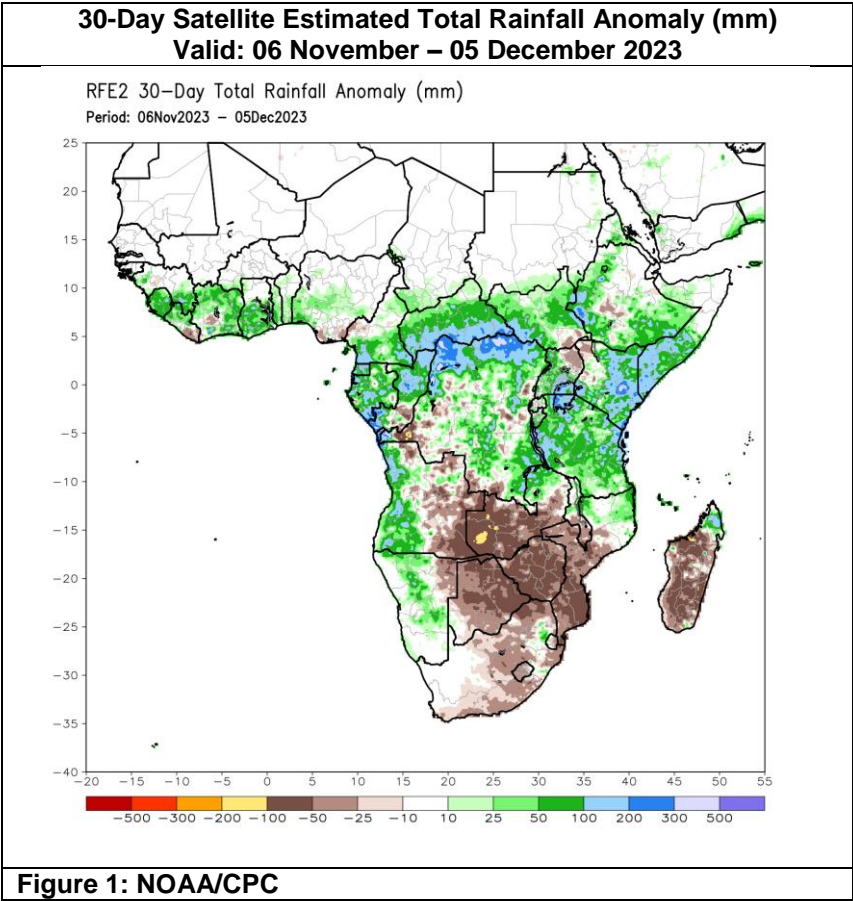 30-Day Satellite Estimated Total Rainfall Anomaly (mm)
Valid: 06 November – 05 December 2023
RFE2 30-Day Total Rainfall Anomaly (mm)
Period: 06Nov2023 - 05Dec2023
25
20
15
10
5
0
-5
-10
-15
-20
-25
-30
-35
-40
-20 -15 -10 -5 0 5 10 15 20 25 30 35 40 45 50 55
-500 -300 -200 -100 -50 -25 -10 10 25 50 100 200 300 500
Figure 1: NOAA/CPC